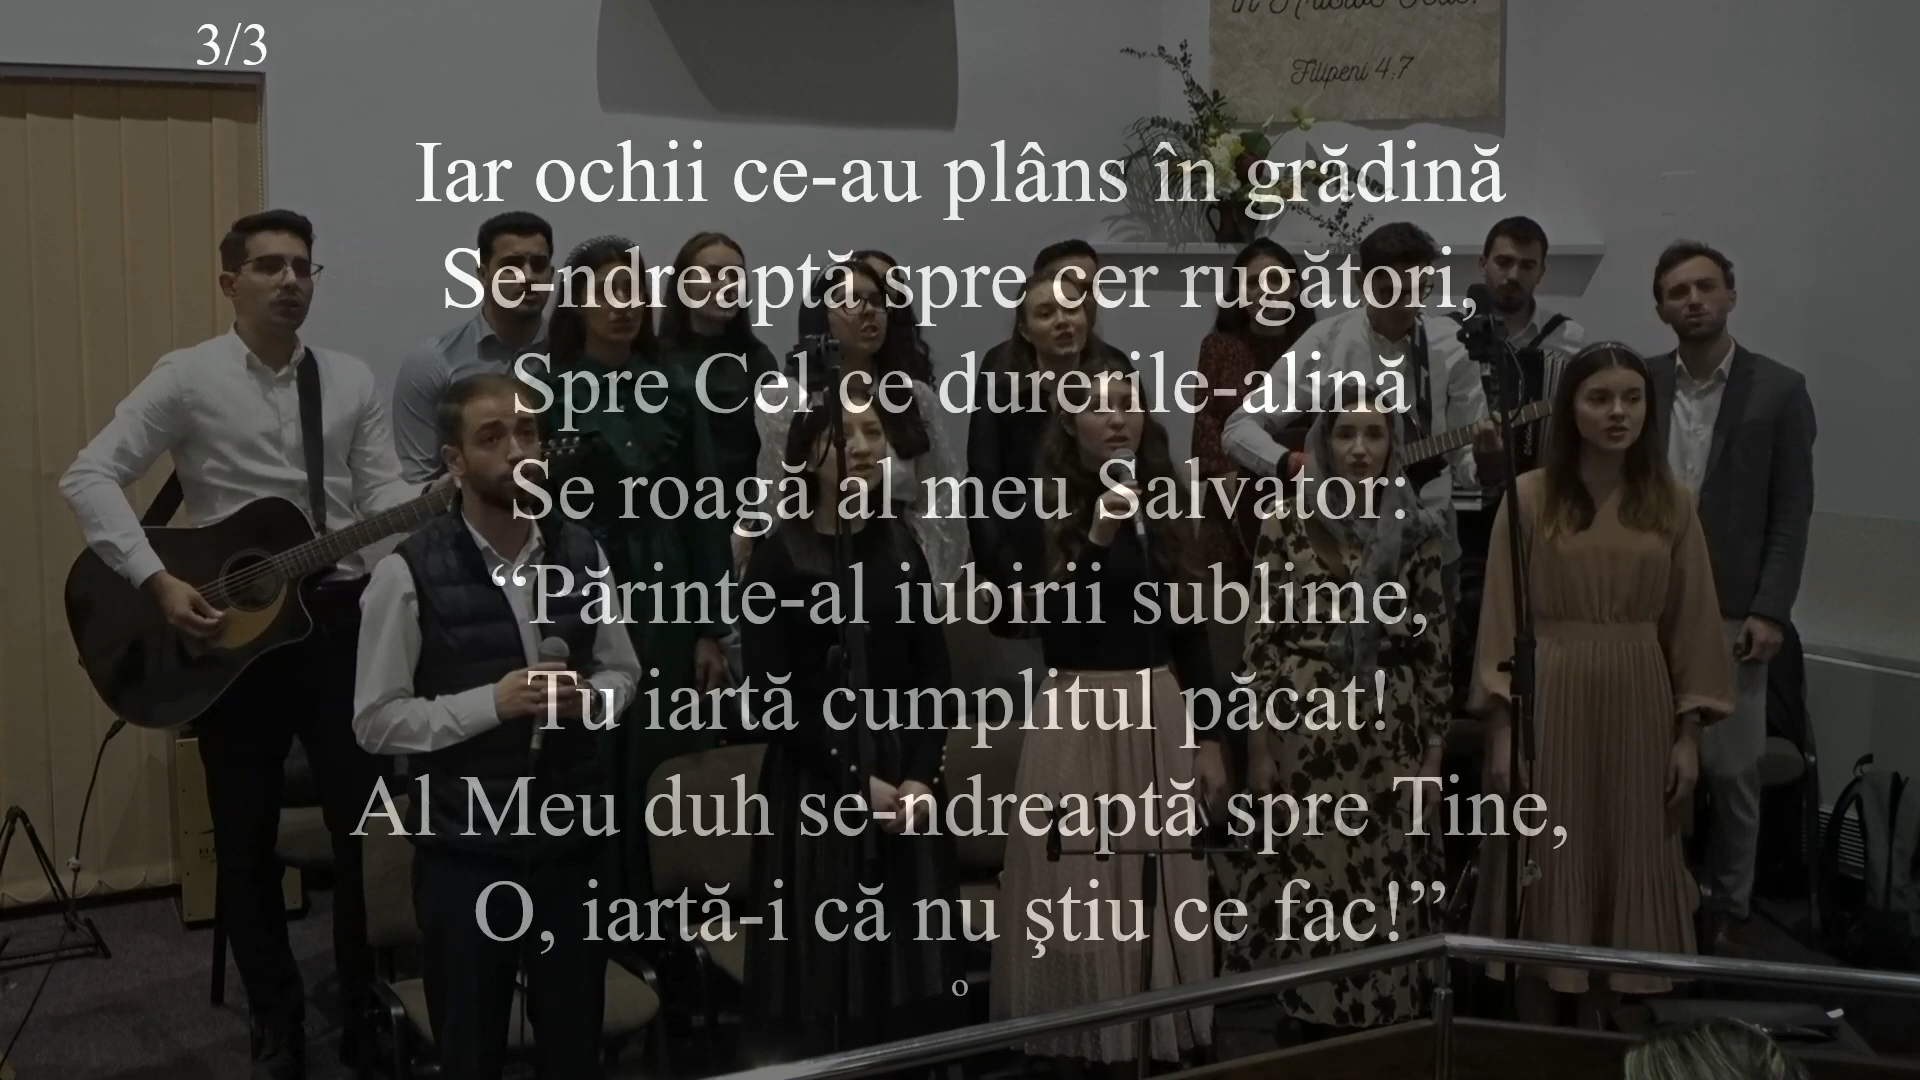 3/3
Filipeni 4:7
Iar ochii ce-au plâns în grădină
Se-ndreaptă spre cer rugători,
Spre Cel ce durerile-alină
Se roagă al meu Salvator:
“Părinte-al iubirii sublime,
Tu iartă cumplitul păcat!
Al Meu duh se-ndreaptă spre Tine,
O, iartă-i că nu ştiu ce fac!”
o